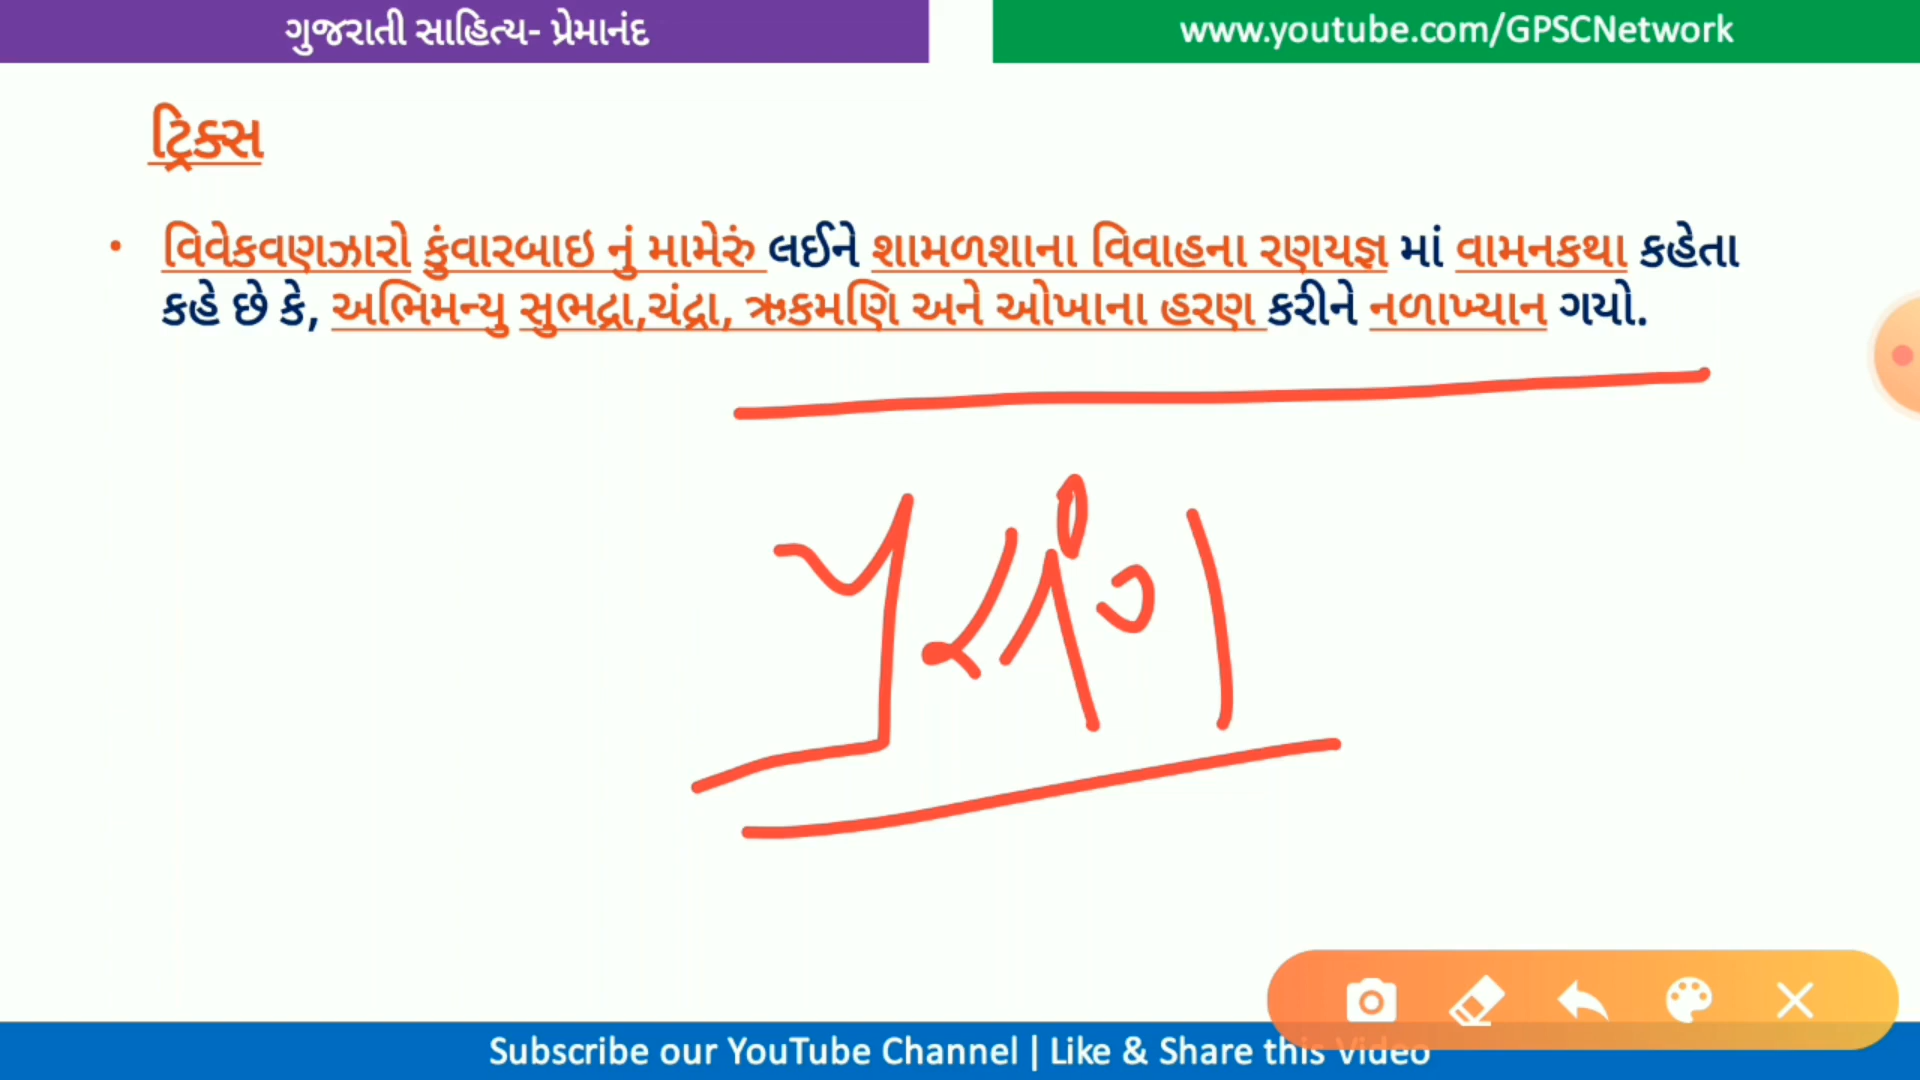 ગુજરાતી સાહિત્ય- પ્રેમાનંદ
www.youtube.com/GPSCNetwork
ટ્રિક્સ
• વિવેકવણઝારો કુંવારબાઇ નું મામેરું લઈને શામળશાના વિવાહના રણયજ્ઞ માં વામનકથા કહેતા
કહે છે કે, અભિમન્યુ સુભદ્રા,ચંદ્રા, ઋકમણિ અને ઓખાના હરણ કરીને નળાખ્યાન ગયો.
Subscribe our YouTube Channel | Like & Share this Video